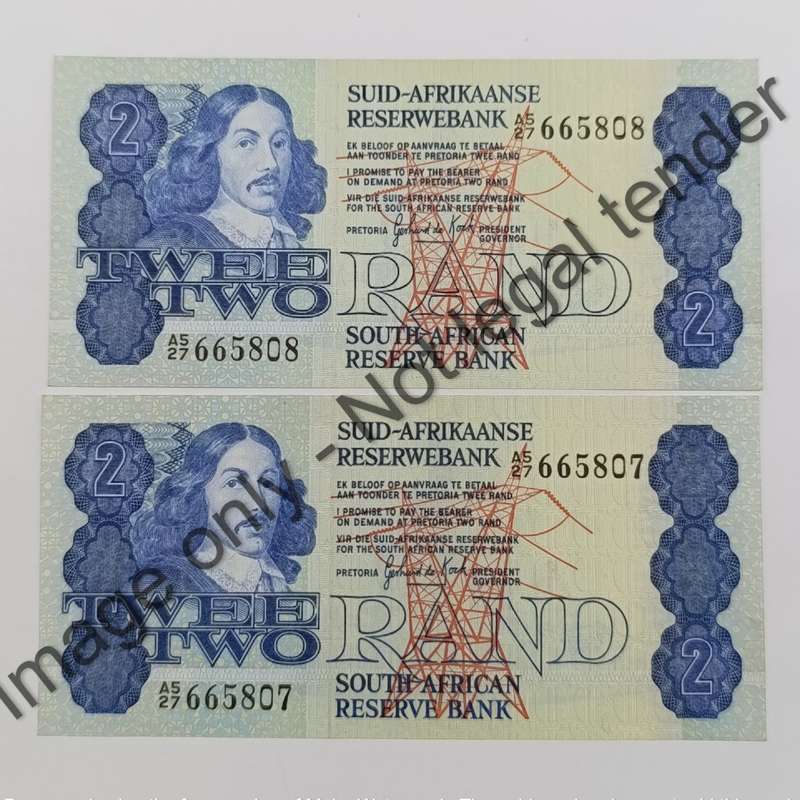 2
SUID-AFRIKAANSE
RESERWEBANK
A5/27 665808
EK BELOOF OP AANVRAAG TE BETAAL
AAN TOONDER TE PRETORIA TWEE RAND
I PROMISE TO PAY THE BEARER
ON DEMAND AT PRETORIA TWO RAND
VIR DIE SUID-AFRIKAANSE RESERWEBANK
FOR THE SOUTH AFRICAN RESERVE BANK
PRETORIA Gerhard de Kock PRESIDENT
GOVERNOR
TWEE
TWO RAND
2
A5/27 665808
SOUTH AFRICAN
RESERVE BANK
2
SUID-AFRIKAANSE
RESERWEBANK
A5/27 665807
EK BELOOF OP AANVRAAG TE BETAAL
AAN TOONDER TE PRETORIA TWEE RAND
I PROMISE TO PAY THE BEARER
ON DEMAND AT PRETORIA TWO RAND
VIR DIE SUID-AFRIKAANSE RESERWEBANK
FOR THE SOUTH AFRICAN RESERVE BANK
PRETORIA Gerhard de Kock PRESIDENT
GOVERNOR
TWEE
TWO RAND
2
A5/27 665807
SOUTH AFRICAN
RESERVE BANK
Image only - Not legal tender